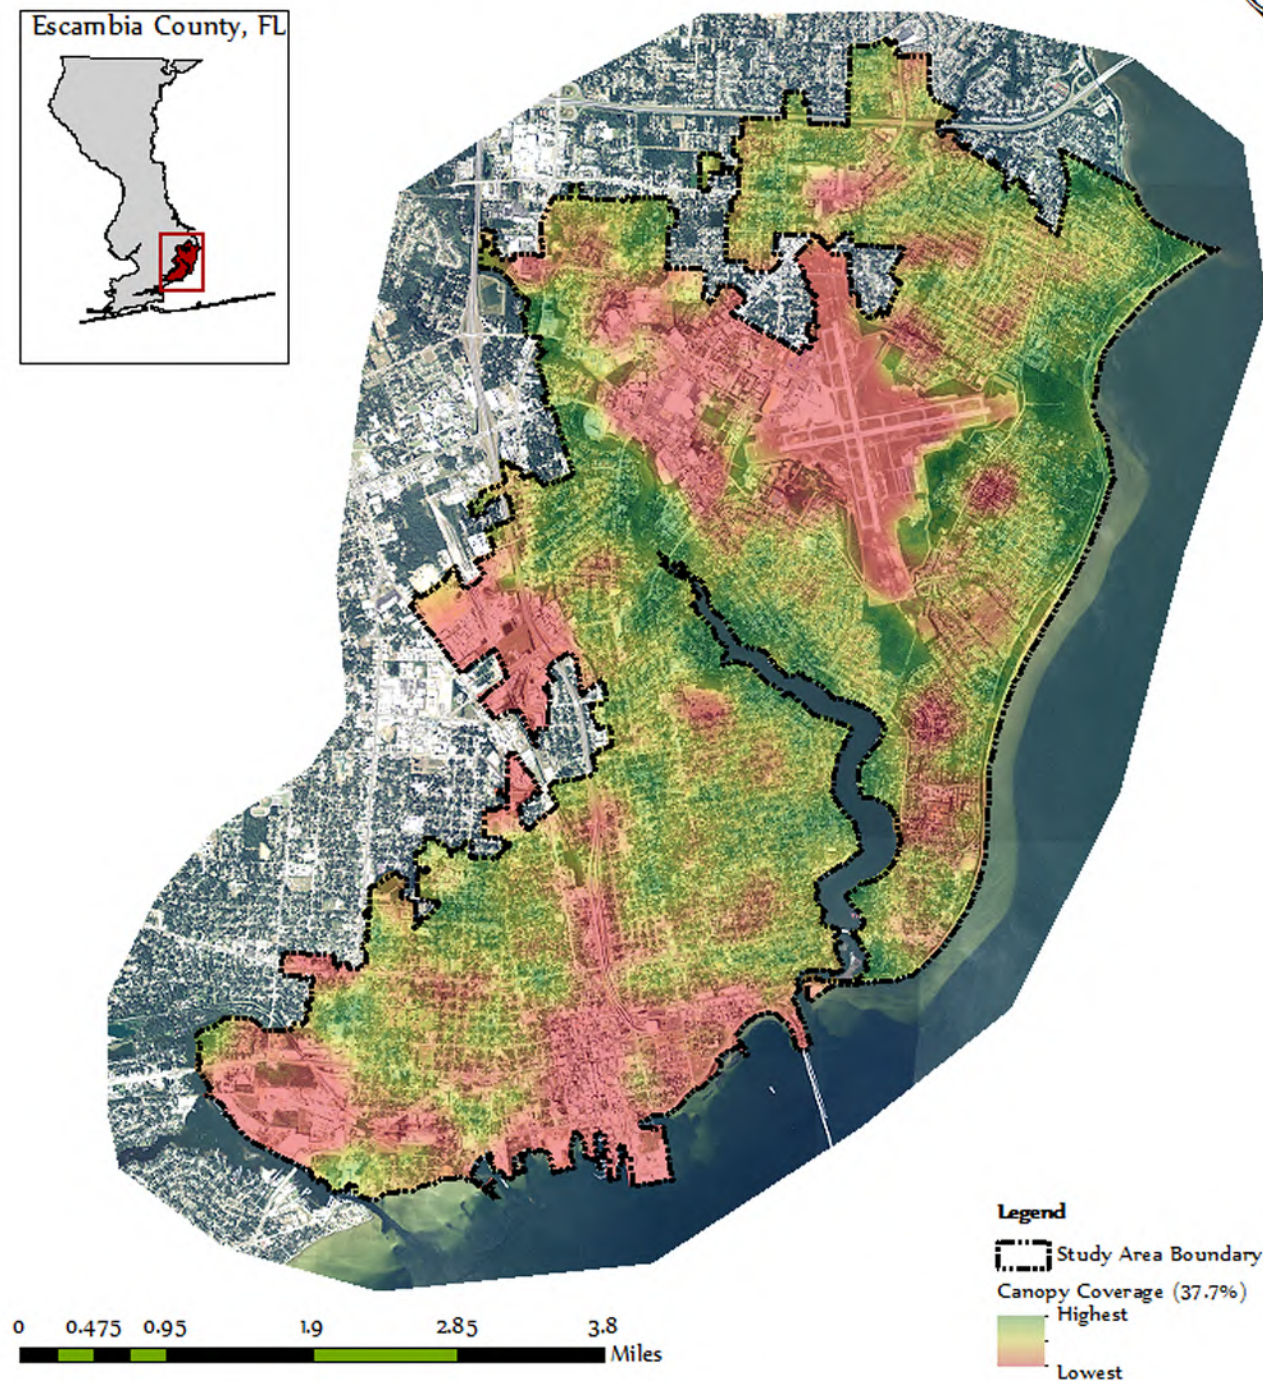 Escambia County, FL
Legend
Study Area Boundary
Canopy Coverage (37.7%)
Highest
Lowest
0 0.475 0.95 1.9 2.85 3.8
Miles